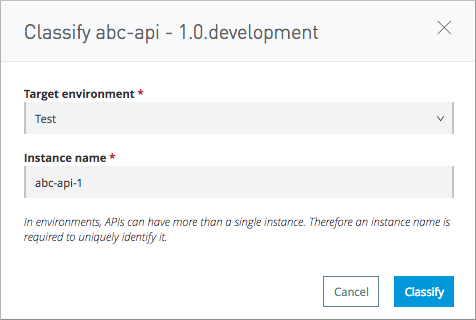 Classify abc-api - 1.0.development
Target environment *
Test
Instance name *
abc-api-1
In environments, APIs can have more than a single instance. Therefore an instance name is
required to uniquely identify it.
Cancel
Classify